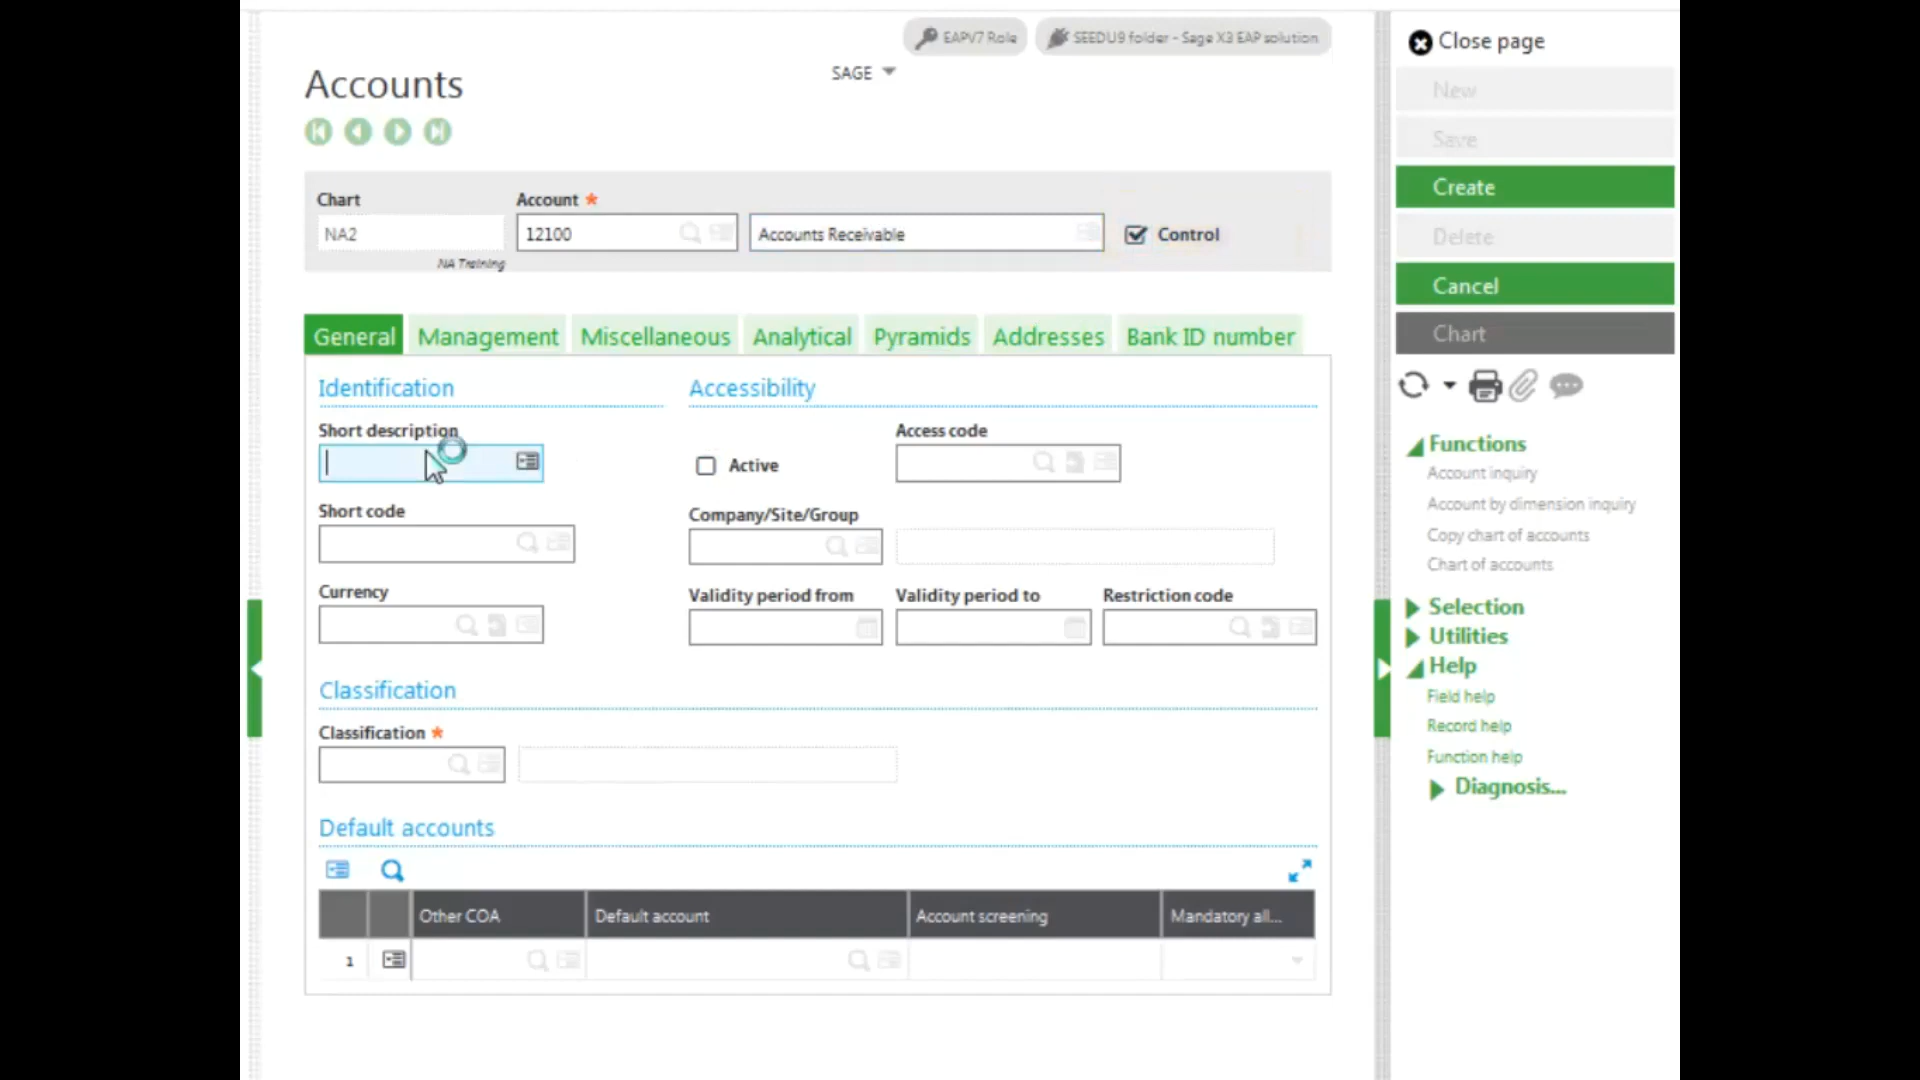 EAPV7 Role
SEEDU9 folder - Sage X3 EAP solution
Close page
SAGE
Accounts
New
Save
Create
Delete
Cancel
Chart
Chart
Account *
NA2
12100
Accounts Receivable
Control
NA Training
General
Management
Miscellaneous
Analytical
Pyramids
Addresses
Bank ID number
Identification
Accessibility
Short description
Access code
Active
Short code
Company/Site/Group
Currency
Validity period from
Validity period to
Restriction code
Classification
Classification *
Default accounts
Other COA
Default account
Account screening
Mandatory all...
1
Functions
Account inquiry
Account by dimension inquiry
Copy chart of accounts
Chart of accounts
Selection
Utilities
Help
Field help
Record help
Function help
Diagnosis...